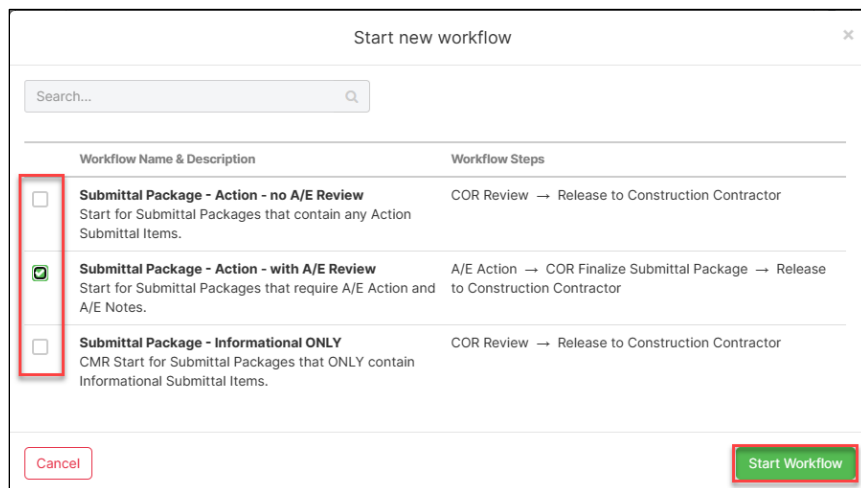 Start new workflow
×
Search...
Workflow Name & Description Workflow Steps
Submittal Package - Action - no A/E Review COR Review → Release to Construction Contractor
Start for Submittal Packages that contain any Action
Submittal Items.
Submittal Package - Action - with A/E Review A/E Action → COR Finalize Submittal Package → Release
Start for Submittal Packages that require A/E Action and to Construction Contractor
A/E Notes.
Submittal Package - Informational ONLY COR Review → Release to Construction Contractor
CMR Start for Submittal Packages that ONLY contain
Informational Submittal Items.
Cancel Start Workflow